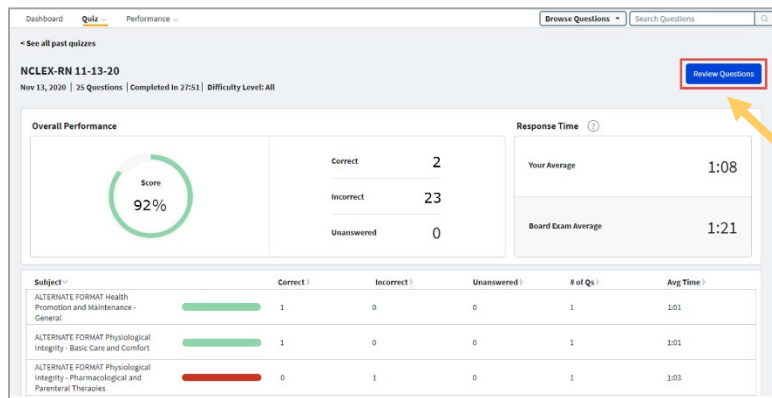 Dashboard Quiz Performance Browse Questions Search Questions
< See all past quizzes
NCLEX-RN 11-13-20
Nov 13, 2020 | 25 Questions | Completed In 27:51 | Difficulty Level: All
Review Questions
Overall Performance
Score
92%
Correct 2
Incorrect 23
Unanswered 0
Response Time ?
Your Average 1:08
Board Exam Average 1:21
Subject Correct Incorrect Unanswered # of Qs Avg Time
ALTERNATE FORMAT Health
Promotion and Maintenance -
General
1 0 0 1 1:01
ALTERNATE FORMAT Physiological
Integrity - Basic Care and Comfort
1 0 0 1 1:01
ALTERNATE FORMAT Physiological
Integrity - Pharmacological and
Parenteral Therapies
0 1 0 1 1:03